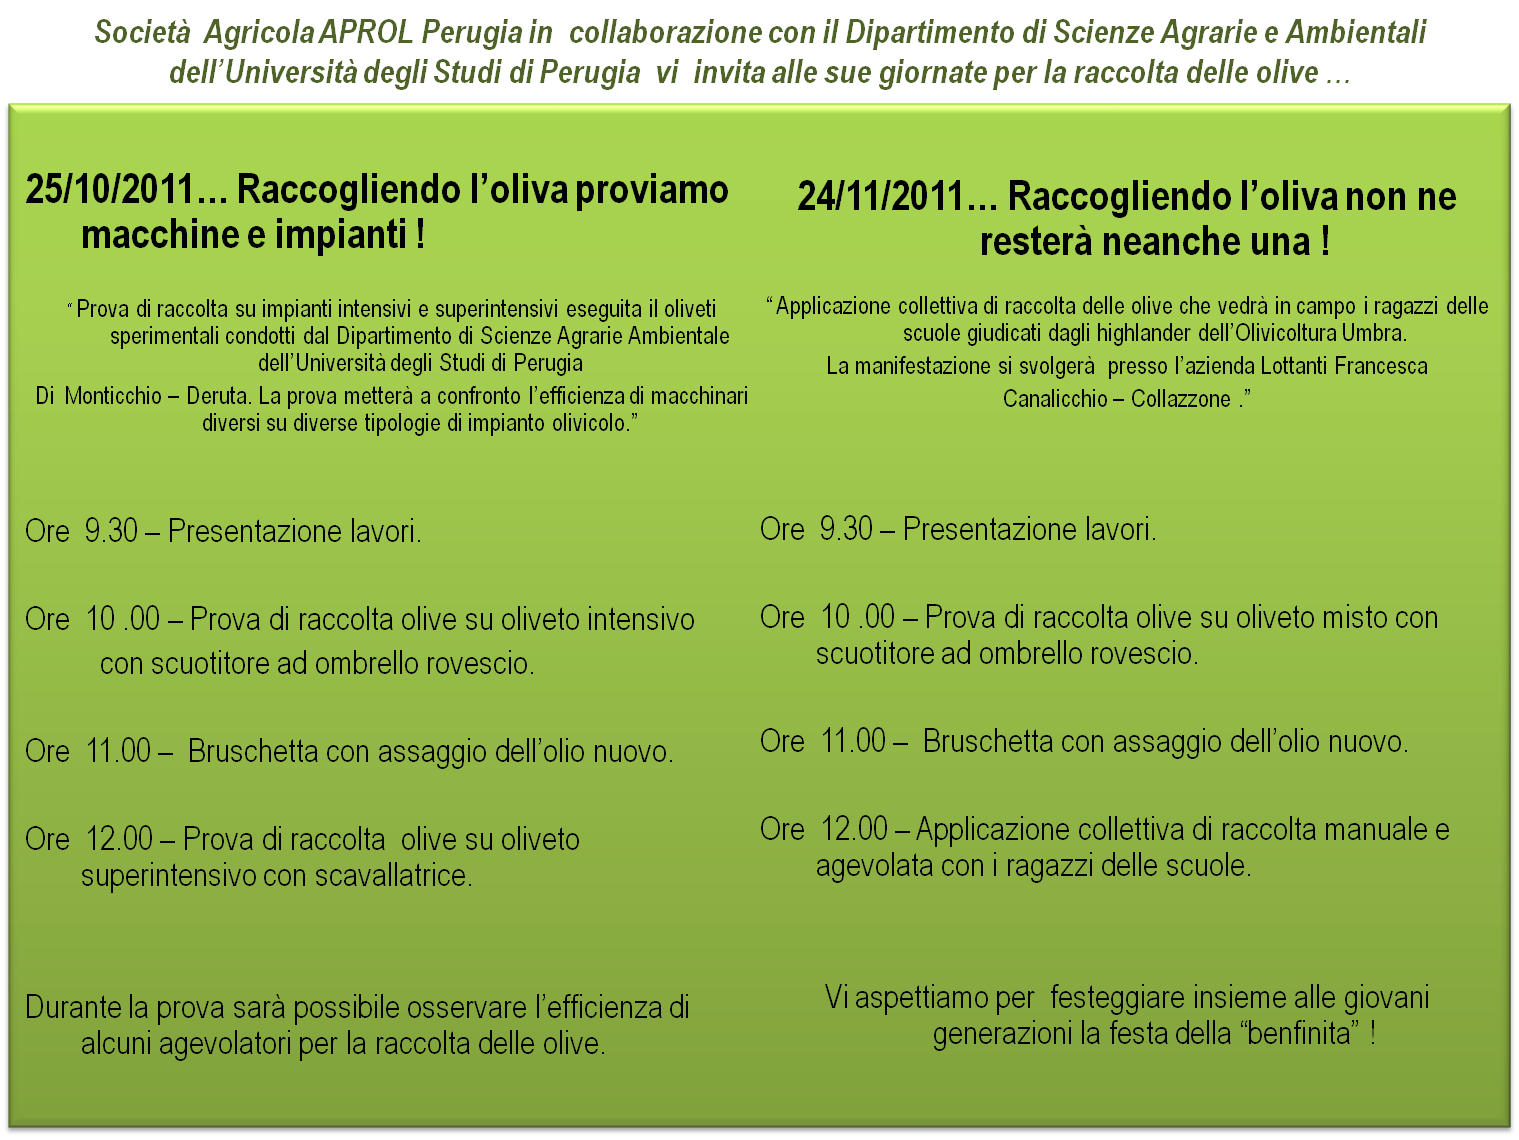 Società Agricola APROL Perugia in collaborazione con il Dipartimento di Scienze Agrarie e Ambientali
dell’Università degli Studi di Perugia vi invita alle sue giornate per la raccolta delle olive …
25/10/2011… Raccogliendo l’oliva proviamo
macchine e impianti !
“ Prova di raccolta su impianti intensivi e superintensivi eseguita il oliveti
sperimentali condotti dal Dipartimento di Scienze Agrarie Ambientale
dell’Università degli Studi di Perugia
Di Monticchio – Deruta. La prova metterà a confronto l’efficienza di macchinari
diversi su diverse tipologie di impianto olivicolo.”
Ore 9.30 – Presentazione lavori.
Ore 10 .00 – Prova di raccolta olive su oliveto intensivo
con scuotitore ad ombrello rovescio.
Ore 11.00 – Bruschetta con assaggio dell’olio nuovo.
Ore 12.00 – Prova di raccolta olive su oliveto
superintensivo con scavallatrice.
Durante la prova sarà possibile osservare l’efficienza di
alcuni agevolatori per la raccolta delle olive.
24/11/2011… Raccogliendo l’oliva non ne
resterà neanche una !
“Applicazione collettiva di raccolta delle olive che vedrà in campo i ragazzi delle
scuole giudicati dagli highlander dell’Olivicoltura Umbra.
La manifestazione si svolgerà presso l’azienda Lottanti Francesca
Canalicchio – Collazzone .”
Ore 9.30 – Presentazione lavori.
Ore 10 .00 – Prova di raccolta olive su oliveto misto con
scuotitore ad ombrello rovescio.
Ore 11.00 – Bruschetta con assaggio dell’olio nuovo.
Ore 12.00 – Applicazione collettiva di raccolta manuale e
agevolata con i ragazzi delle scuole.
Vi aspettiamo per festeggiare insieme alle giovani
generazioni la festa della “benfinita” !